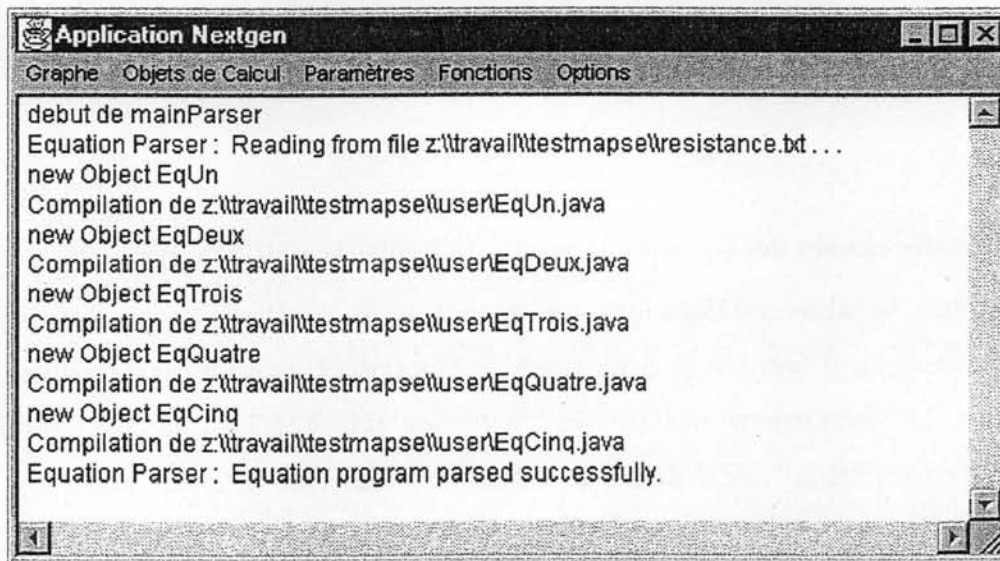 Application Nextgen
Graphe Objets de Calcul Paramètres Fonctions Options
debut de mainParser
Equation Parser : Reading from file z:\\travail\\testmapse\\resistance.txt . . .
new Object EqUn
Compilation de z:\\travail\\testmapse\\user\EqUn.java
new Object EqDeux
Compilation de z:\\travail\\testmapse\\user\EqDeux.java
new Object EqTrois
Compilation de z:\\travail\\testmapse\\user\EqTrois.java
new Object EqQuatre
Compilation de z:\\travail\\testmapse\\user\EqQuatre.java
new Object EqCinq
Compilation de z:\\travail\\testmapse\\user\EqCinq.java
Equation Parser : Equation program parsed successfully.